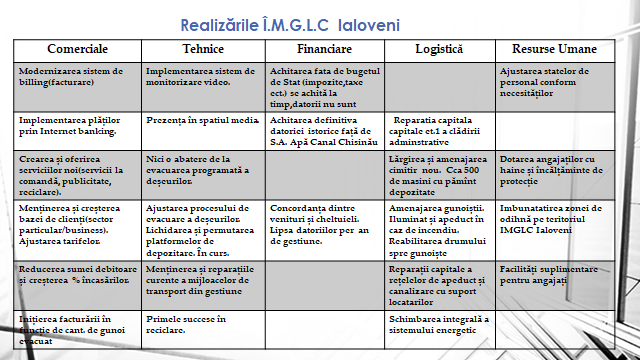 Realizările Î.M.G.L.C Ialoveni
Comerciale
Tehnice
Financiare
Logistică
Resurse Umane
Modernizarea sistem de
billing(facturare)
Implementarea sistem de
monitorizare video.
Achitarea fata de bugetul
de Stat (impozite,taxe
ect.) se achită la
timp,datorii nu sunt
Ajustarea statelor de
personal conform
necesităților
Implementarea plăților
prin Internet banking.
Prezența în spatiul media.
Achitarea definitiva
datoriei istorice față de
S.A. Apă Canal Chisinău
Repararatia capitala
capitale et.1 a clădirii
adminstrative
Crearea și oferirea
serviciilor noi(servicii la
comandă, publicitate,
reciclare).
Nici o abatere de la
evacuarea programată a
deșeurilor.
Lărgirea și amenajarea
cimitir nou. Cca 500
de masini cu pămînt
depozitate
Dotarea angajaților cu
haine și încălțăminte de
protecție
Menținerea și creșterea
bazei de clienți(sector
particular/business).
Ajustarea tarifelor.
Ajustarea procesului de
evacuare a deșeurilor.
Lichidarea și permutarea
platformelor de
depozitare. În curs.
Concordanța dintre
venituri și cheltuieli.
Lipsa datoriilor per an
de gestiune.
Amenajarea gunoiștii.
Iluminat și apeduct în
caz de incendiu.
Reabilitarea drumului
spre gunoiște
Imbunatatirea zonei de
odihnă pe teritoriul
IMGLC Ialoveni
Reducerea sumei debitoare
și creșterea % încasărilor.
Menținerea și reparațiile
curente a mijloacelor de
transport din gestiune
Reparații capitale a
rețelelor de apeduct și
canalizare cu suport
locatarilor
Facilități suplimentare
pentru angajați
Inițierea facturării în
funcție de cant. de gunoi
evacuat
Primele succese în
reciclare.
Schimbarea integrală a
sistemului energetic